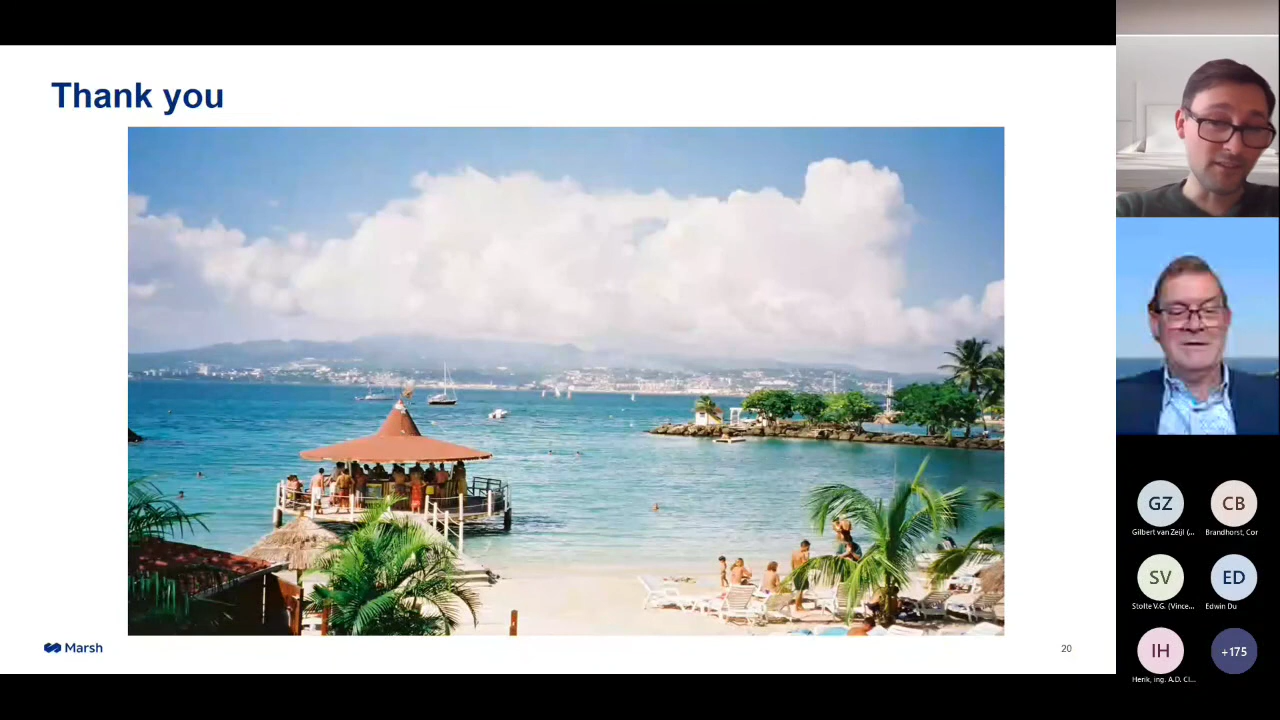 Thank you
Marsh
20
GZ
Gilbert van Zeijl (...
CB
Brandhorst, Cor
SV
Stolte V.G. (Vince...
ED
Edwin Du
IH
Henk, ing. A.D. Cl...
+175